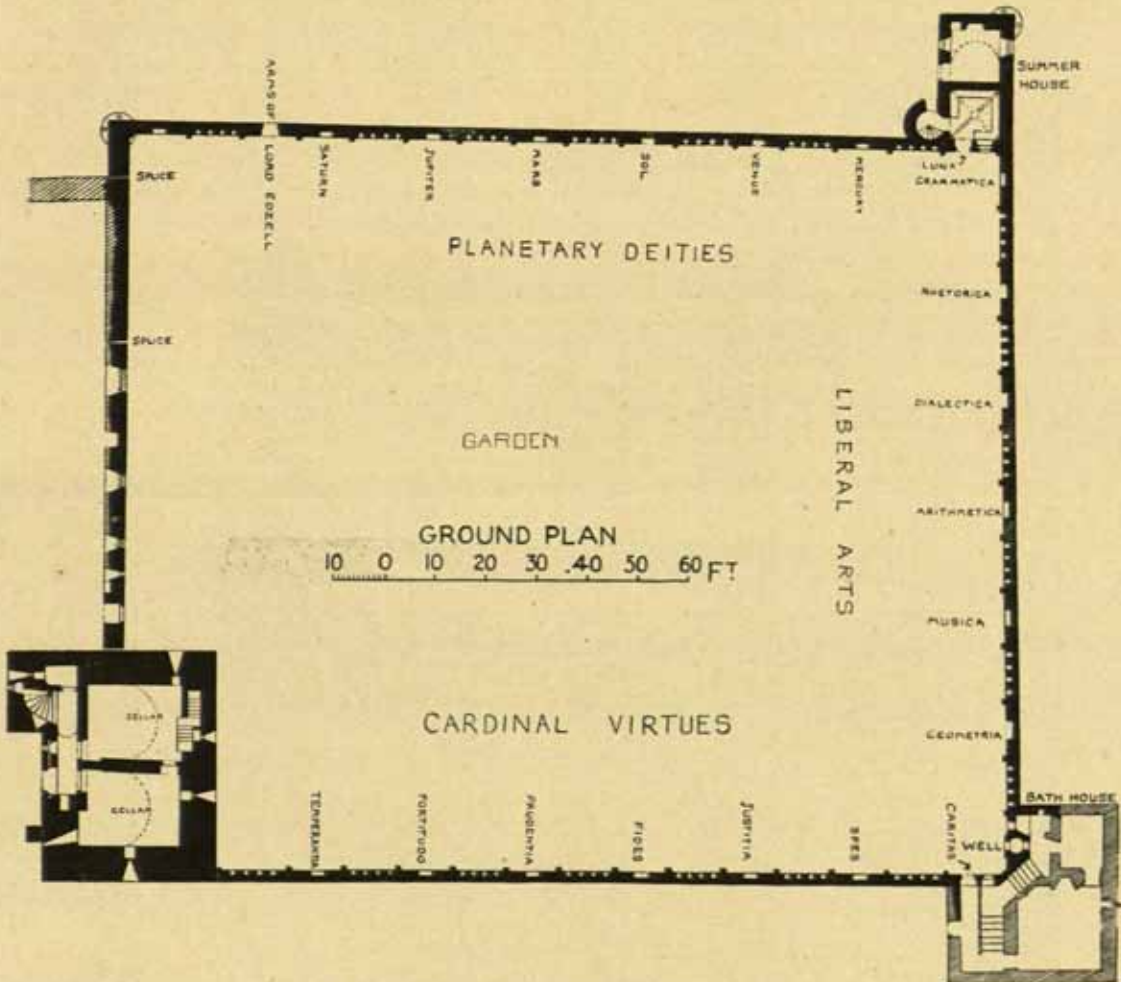 SUMMER
HOUSE
ARMS OF LORD EDZELL
SATURN
JUPITER
MARS
SOL
VENUS
MERCURY
LUNA
GRAMMATICA
SPLICE
PLANETARY DEITIES
RHETORICA
SPLICE
LIBERAL ARTS
DIALECTICA
GARDEN
ARITHMETICA
GROUND PLAN
10 0 10 20 30 40 50 60 FT
MUSICA
CELLAR
CARDINAL VIRTUES
GEOMETRIA
CELLAR
TEMPERANTIA
FORTITUDO
PRUDENTIA
FIDES
JUSTITIA
SPES
CARITAS
BATH HOUSE
WELL